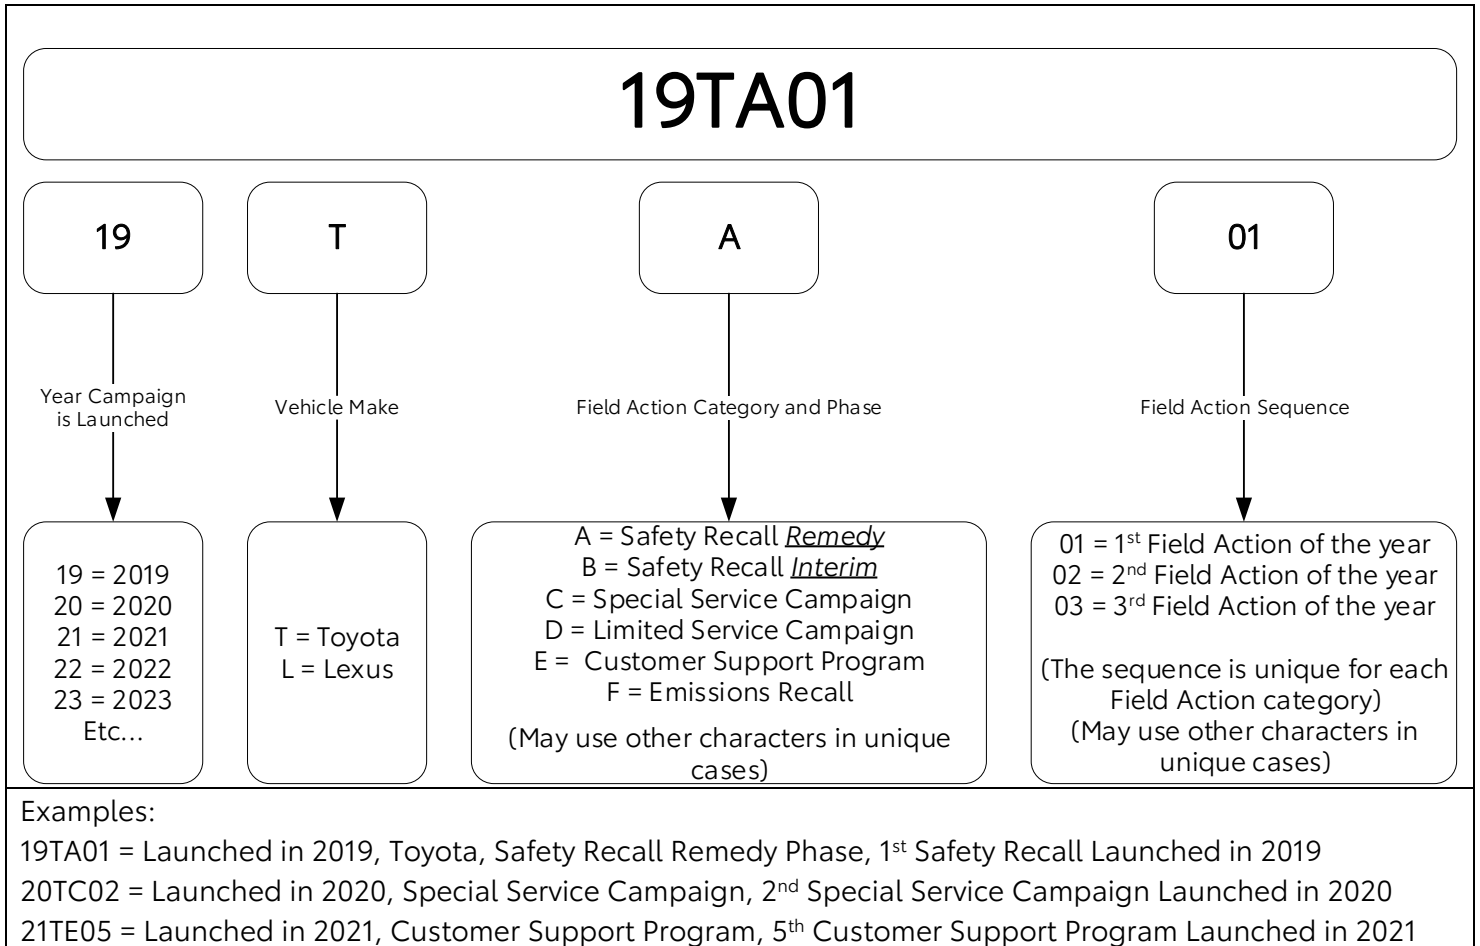 19TA01
19
T
A
01
Year Campaign
is Launched
Vehicle Make
Field Action Category and Phase
Field Action Sequence
19 = 2019
20 = 2020
21 = 2021
22 = 2022
23 = 2023
Etc…
T = Toyota
L = Lexus
A = Safety Recall Remedy
B = Safety Recall Interim
C = Special Service Campaign
D = Limited Service Campaign
E =  Customer Support Program
F = Emissions Recall
(May use other characters in unique
cases)
01 = 1st Field Action of the year
02 = 2nd Field Action of the year
03 = 3rd Field Action of the year
(The sequence is unique for each
Field Action category)
(May use other characters in
unique cases)
Examples:
19TA01 = Launched in 2019, Toyota, Safety Recall Remedy Phase, 1st Safety Recall Launched in 2019
20TC02 = Launched in 2020, Special Service Campaign, 2nd Special Service Campaign Launched in 2020
21TE05 = Launched in 2021, Customer Support Program, 5th Customer Support Program Launched in 2021